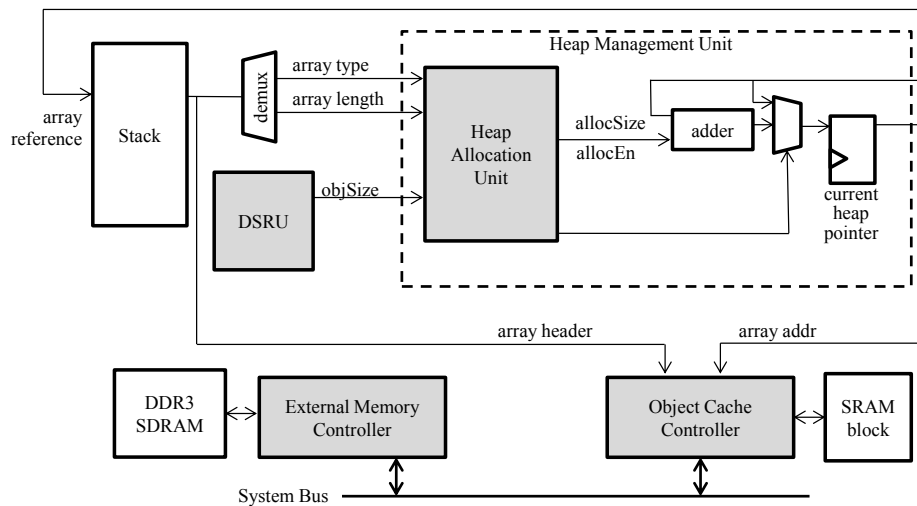 Heap Management Unit
array type
demux
array length
array
reference
Stack
Heap
Allocation
Unit
allocSize
allocEn
adder
objSize
DSRU
current
heap
pointer
array header
array addr
DDR3
SDRAM
External Memory
Controller
Object Cache
Controller
SRAM
block
System Bus